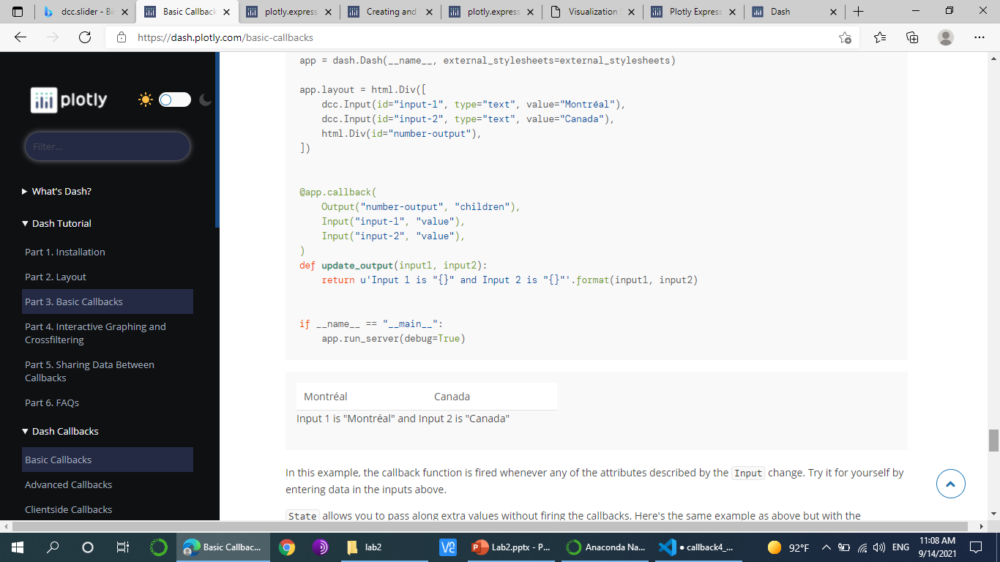 dcc.slider - Bi
Basic Callback
plotly.express
Creating and
plotly.express
Visualization
Plotly Express
Dash
https://dash.plotly.com/basic-callbacks
plotly
Filter...
What's Dash?
Dash Tutorial
Part 1. Installation
Part 2. Layout
Part 3. Basic Callbacks
Part 4. Interactive Graphing and
Crossfiltering
Part 5. Sharing Data Between
Callbacks
Part 6. FAQs
Dash Callbacks
Basic Callbacks
Advanced Callbacks
Clientside Callbacks
app = dash.Dash(__name__, external_stylesheets=external_stylesheets)
app.layout = html.Div([
    dcc.Input(id="input-1", type="text", value="Montréal"),
    dcc.Input(id="input-2", type="text", value="Canada"),
    html.Div(id="number-output"),
])
@app.callback(
    Output("number-output", "children"),
    Input("input-1", "value"),
    Input("input-2", "value"),
)
def update_output(input1, input2):
    return u'Input 1 is "{}" and Input 2 is "{}"'.format(input1, input2)
if __name__ == "__main__":
    app.run_server(debug=True)
Montréal Canada
Input 1 is "Montréal" and Input 2 is "Canada"
In this example, the callback function is fired whenever any of the attributes described by the Input change. Try it for yourself by
entering data in the inputs above.
State allows you to pass along extra values without firing the callbacks. Here's the same example as above but with the
Basic Callbac...
lab2
Lab2.pptx - P...
Anaconda Na...
● callback4_...
92°F
ENG
11:08 AM
9/14/2021